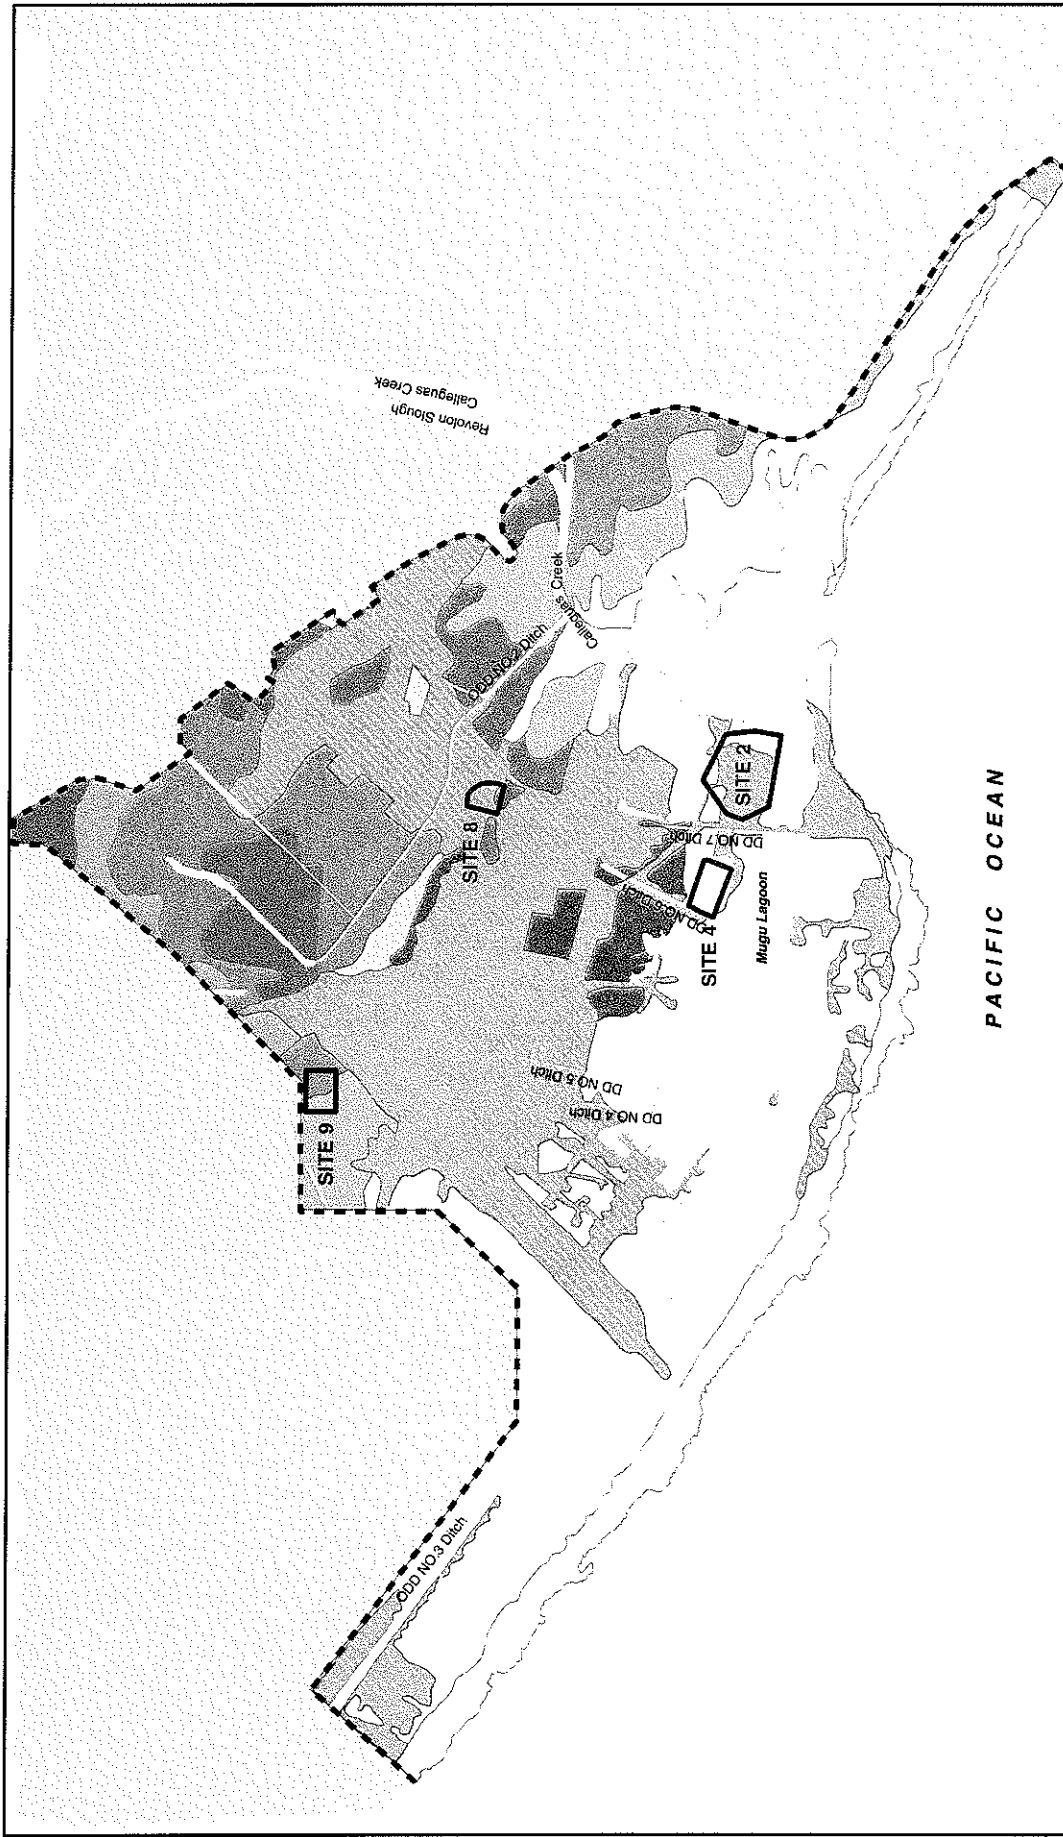 Revolon Slough
Calleguas Creek
ODD NO.3 Ditch
SITE 9
DD NO.4 Ditch
DD NO.5 Ditch
SITE 8
ODD NO.2 Ditch
Calleguas Creek
SITE 4
DD NO.6 Ditch
DD NO.7 Ditch
SITE 2
Mugu Lagoon
PACIFIC OCEAN